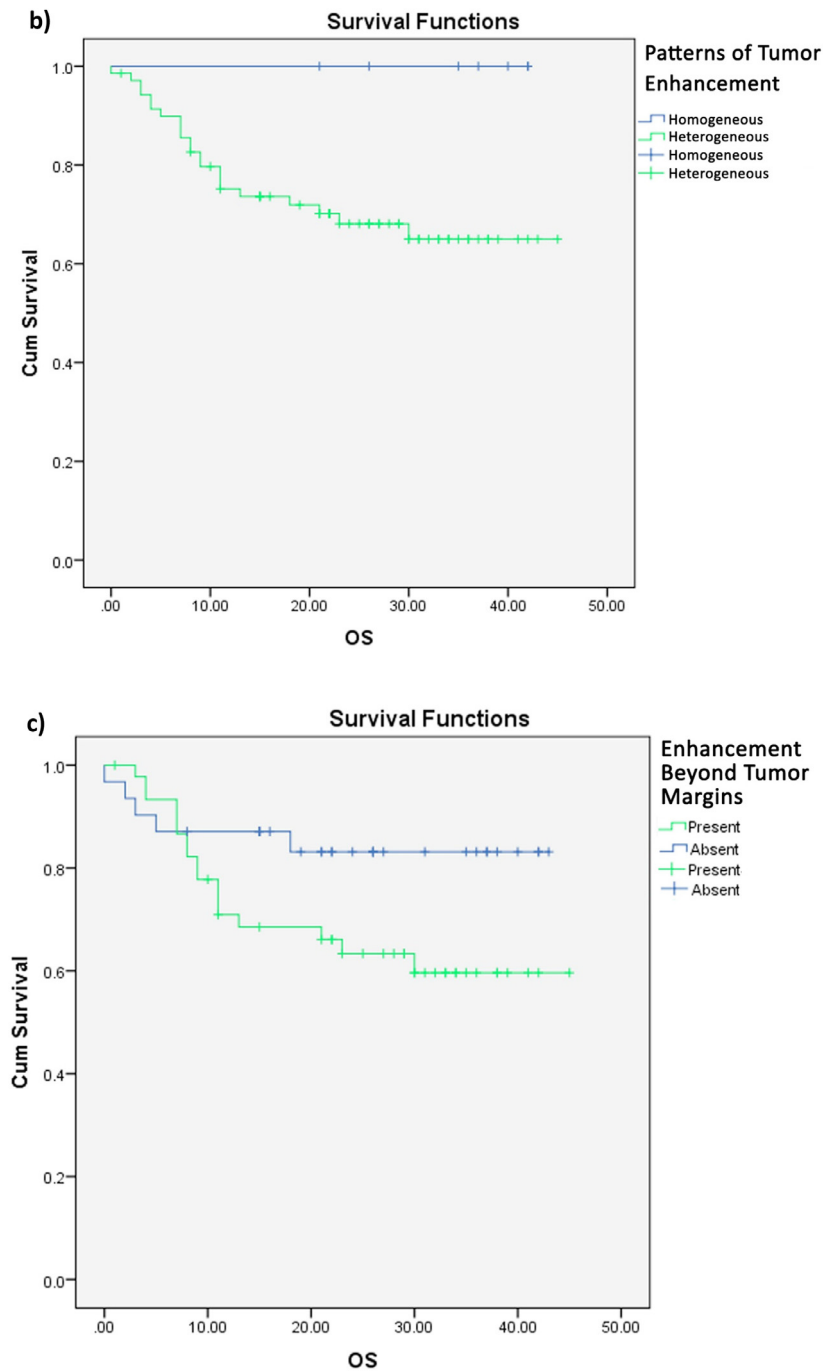 b)
Survival Functions
Patterns of Tumor
Enhancement
Homogeneous
Heterogeneous
Homogeneous
Heterogeneous
1.0
0.8
0.6
0.4
0.2
0.0
Cum Survival
.00 10.00 20.00 30.00 40.00 50.00
OS
c)
Survival Functions
Enhancement
Beyond Tumor
Margins
Present
Absent
Present
Absent
1.0
0.8
0.6
0.4
0.2
0.0
Cum Survival
.00 10.00 20.00 30.00 40.00 50.00
OS